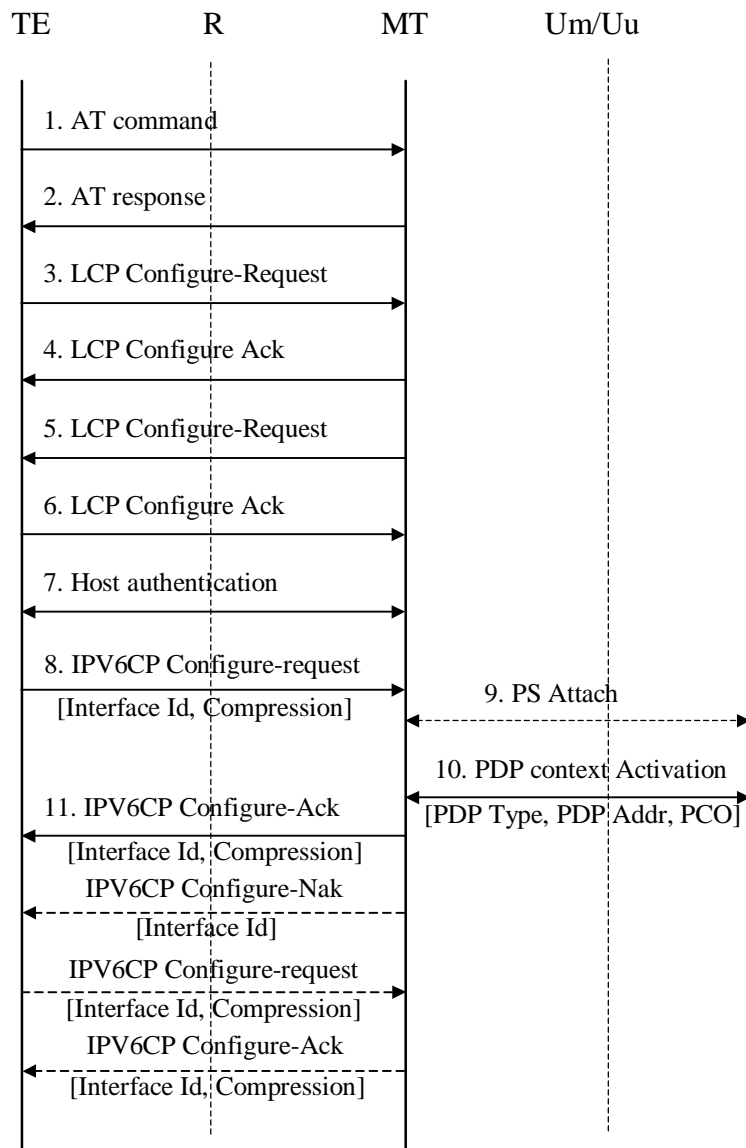 TE R MT Um/Uu
1. AT command
2. AT response
3. LCP Configure-Request
4. LCP Configure Ack
5. LCP Configure-Request
6. LCP Configure Ack
7. Host authentication
8. IPV6CP Configure-request
[Interface Id, Compression]
9. PS Attach
10. PDP context Activation
[PDP Type, PDP Addr, PCO]
11. IPV6CP Configure-Ack
[Interface Id, Compression]
IPV6CP Configure-Nak
[Interface Id]
IPV6CP Configure-request
[Interface Id, Compression]
IPV6CP Configure-Ack
[Interface Id, Compression]